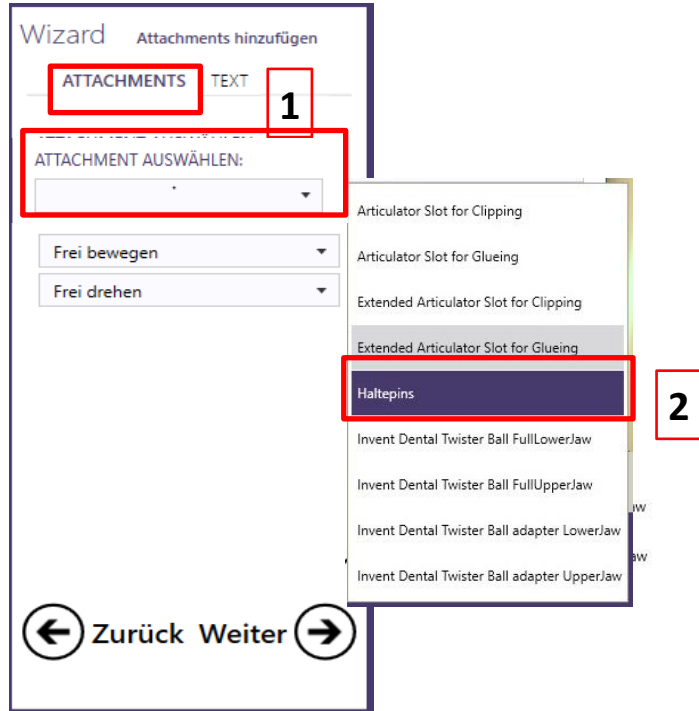 Wizard Attachments hinzufügen
ATTACHMENTS TEXT
1
ATTACHMENT AUSWÄHLEN:
Frei bewegen
Frei drehen
Articulator Slot for Clipping
Articulator Slot for Glueing
Extended Articulator Slot for Clipping
Extended Articulator Slot for Glueing
Haltepins
2
Invent Dental Twister Ball FullLowerJaw
Invent Dental Twister Ball FullUpperJaw
Invent Dental Twister Ball adapter LowerJaw
Invent Dental Twister Ball adapter UpperJaw
Zurück Weiter